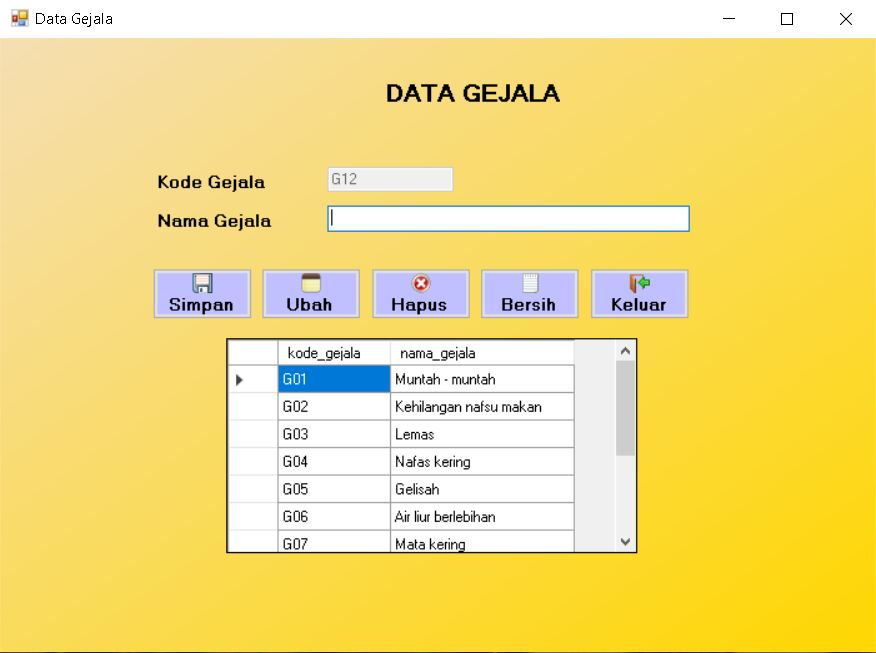 Data Gejala
DATA GEJALA
Kode Gejala G12
Nama Gejala
Simpan Ubah Hapus Bersih Keluar
kode_gejala nama_gejala
G01 Muntah - muntah
G02 Kehilangan nafsu makan
G03 Lemas
G04 Nafas kering
G05 Gelisah
G06 Air liur berlebihan
G07 Mata kering